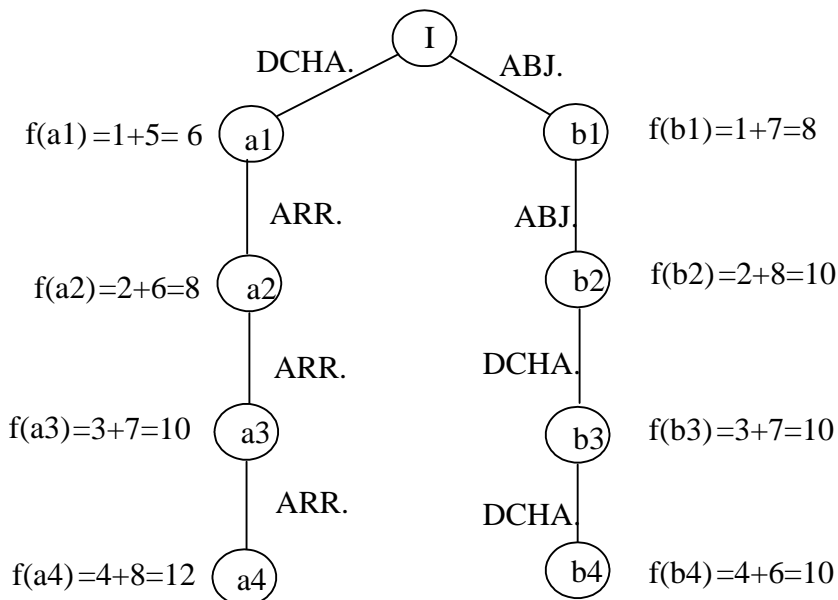 I
DCHA. ABJ.
f(a1) =1+5= 6 a1 b1 f(b1) =1+7=8
ARR. ABJ.
f(a2) =2+6=8 a2 b2 f(b2) =2+8=10
ARR. DCHA.
f(a3)=3+7=10 a3 b3 f(b3) =3+7=10
ARR. DCHA.
f(a4)=4+8=12 a4 b4 f(b4) =4+6=10